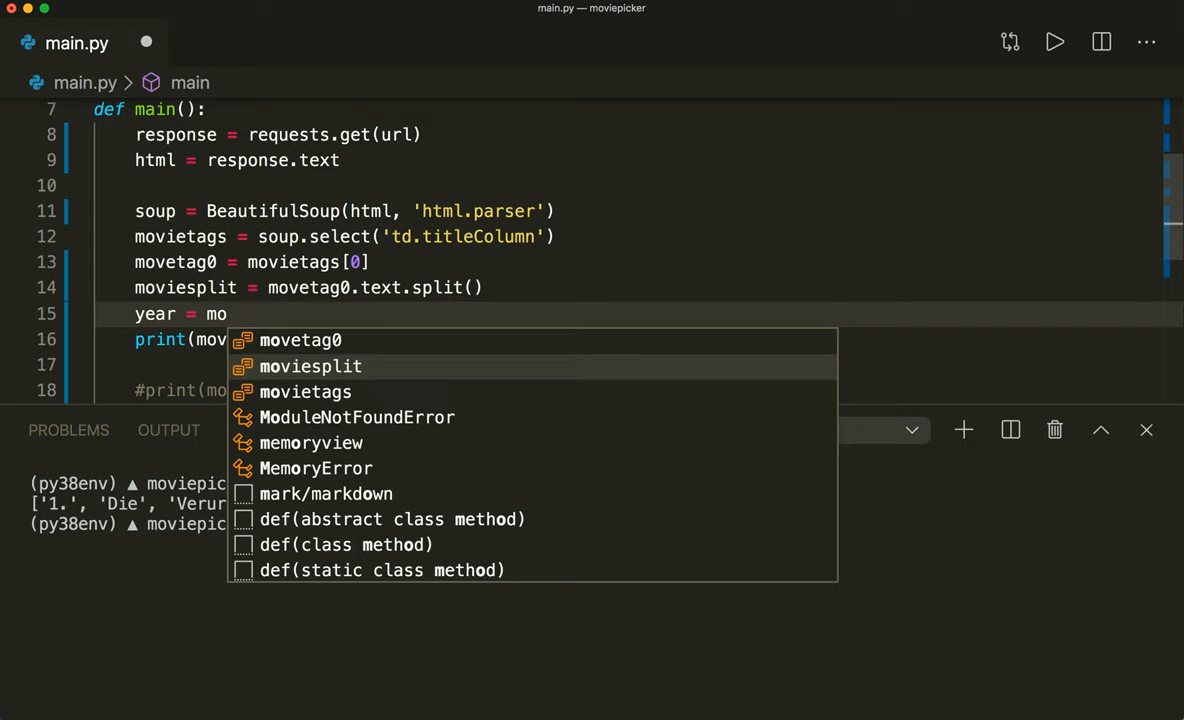 main.py — moviepicker
main.py
main.py > main
7 def main():
8 response = requests.get(url)
9 html = response.text
10
11 soup = BeautifulSoup(html, 'html.parser')
12 movietags = soup.select('td.titleColumn')
13 movetag0 = movietags[0]
14 moviesplit = movetag0.text.split()
15 year = mo
16 print(mov
17
18 #print(mo
movetag0
moviesplit
movietags
ModuleNotFoundError
memoryview
MemoryError
mark/markdown
def(abstract class method)
def(class method)
def(static class method)
PROBLEMS OUTPUT
(py38env) ▲ moviepic
['1.', 'Die', 'Verur
(py38env) ▲ moviepic